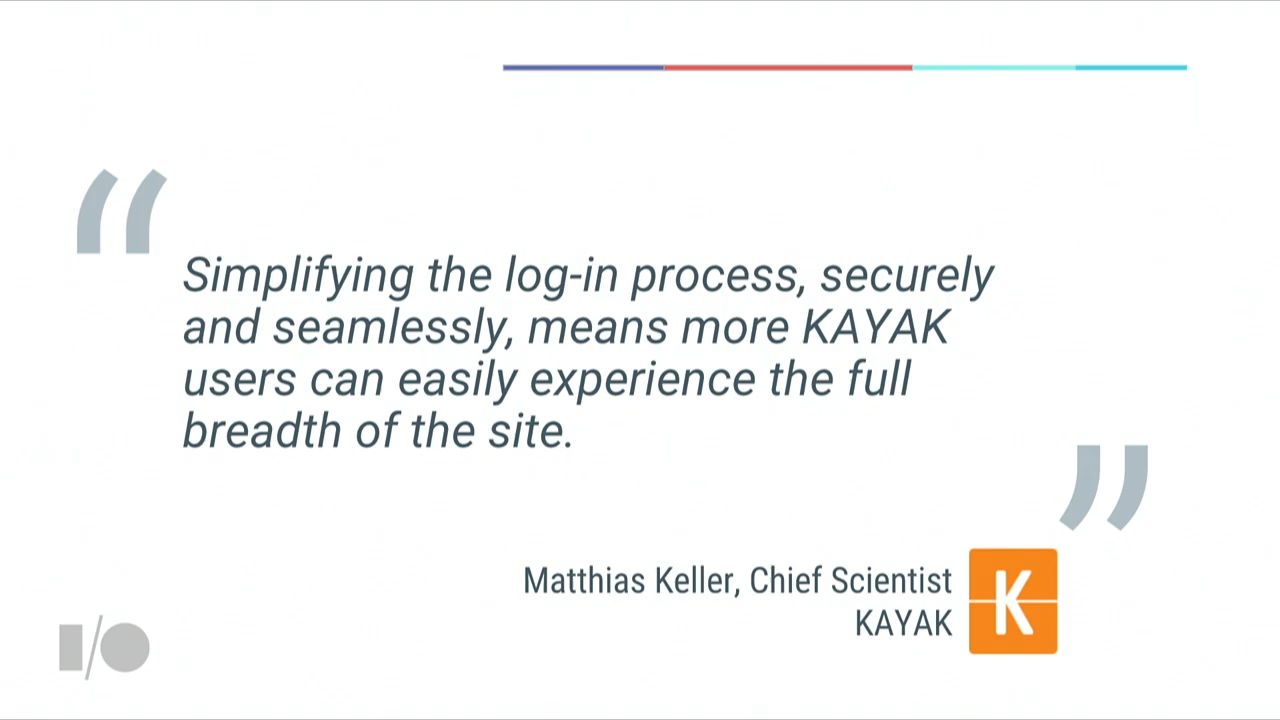 “
Simplifying the log-in process, securely
and seamlessly, means more KAYAK
users can easily experience the full
breadth of the site.
”
Matthias Keller, Chief Scientist
KAYAK
K
I/O